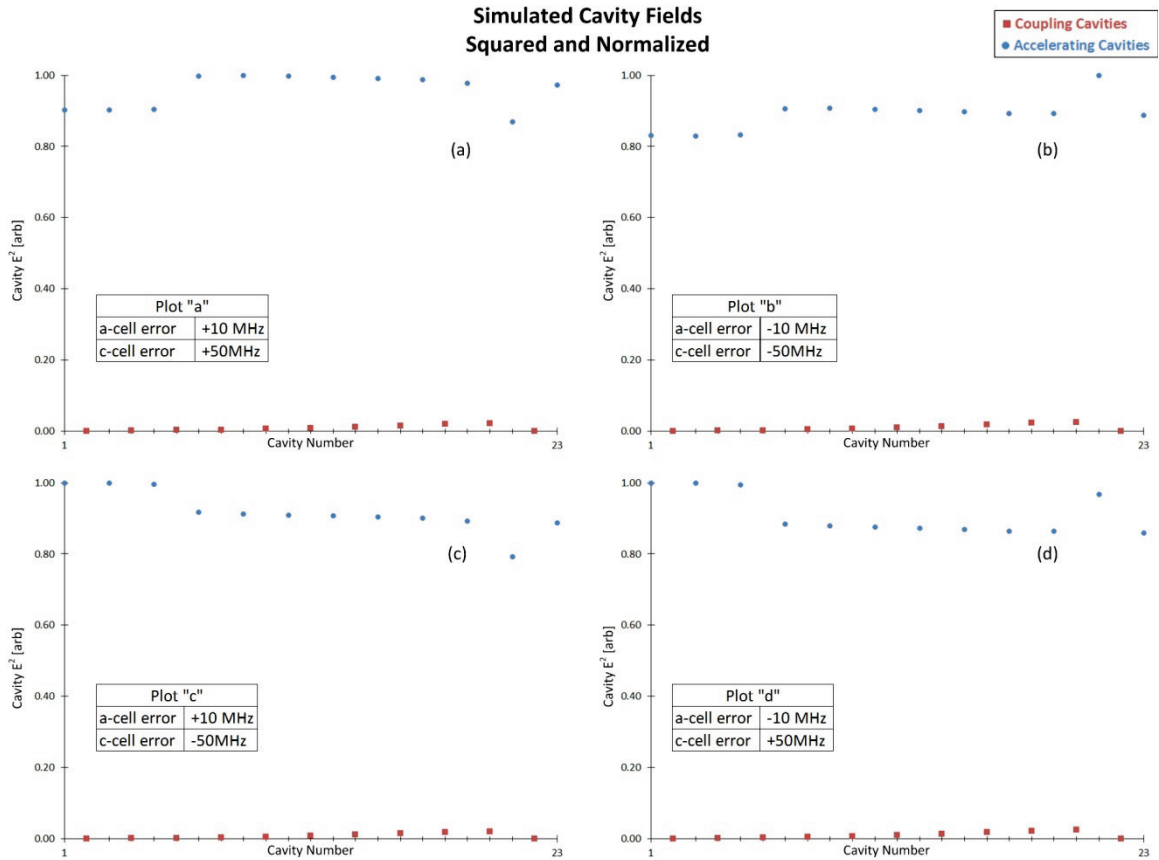 Simulated Cavity Fields
Squared and Normalized
Coupling Cavities
Accelerating Cavities
1.00
0.80
0.60
0.40
0.20
0.00
Cavity E² [arb]
(a)
Plot "a"
a-cell error +10 MHz
c-cell error +50MHz
1 Cavity Number 23
1.00
0.80
0.60
0.40
0.20
0.00
Cavity E² [arb]
(b)
Plot "b"
a-cell error -10 MHz
c-cell error -50MHz
1 Cavity Number 23
1.00
0.80
0.60
0.40
0.20
0.00
Cavity E² [arb]
(c)
Plot "c"
a-cell error +10 MHz
c-cell error -50MHz
1 Cavity Number 23
1.00
0.80
0.60
0.40
0.20
0.00
Cavity E² [arb]
(d)
Plot "d"
a-cell error -10 MHz
c-cell error +50MHz
1 Cavity Number 23